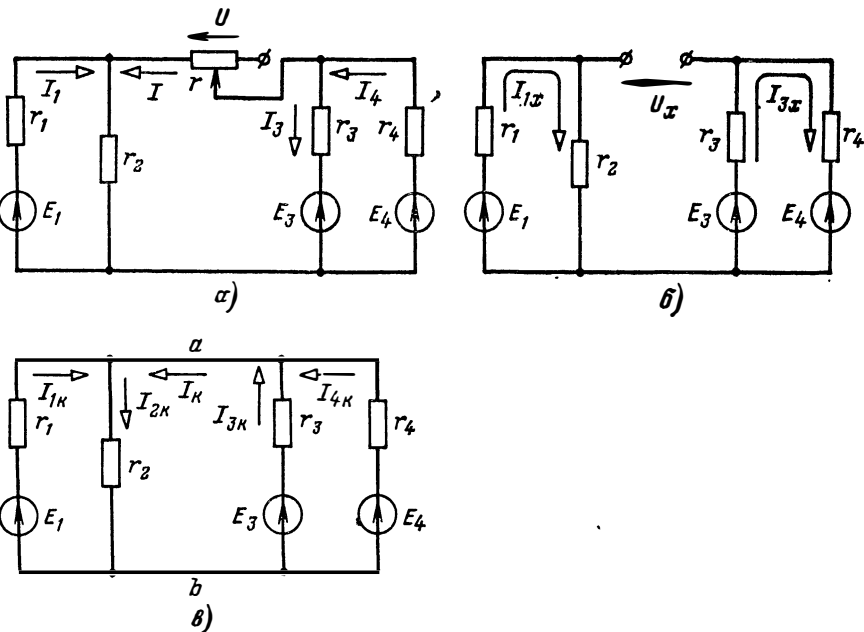 U
I₁ I r I₄
I₃
r₁ r₂ r₃ r₄
E₁ E₃ E₄
а)
I₁ₓ Uₓ I₃ₓ
r₁ r₂ r₃ r₄
E₁ E₃ E₄
б)
a
I₁к I₂к Iк I₃к I₄к
r₁ r₂ r₃ r₄
E₁ E₃ E₄
b
в)